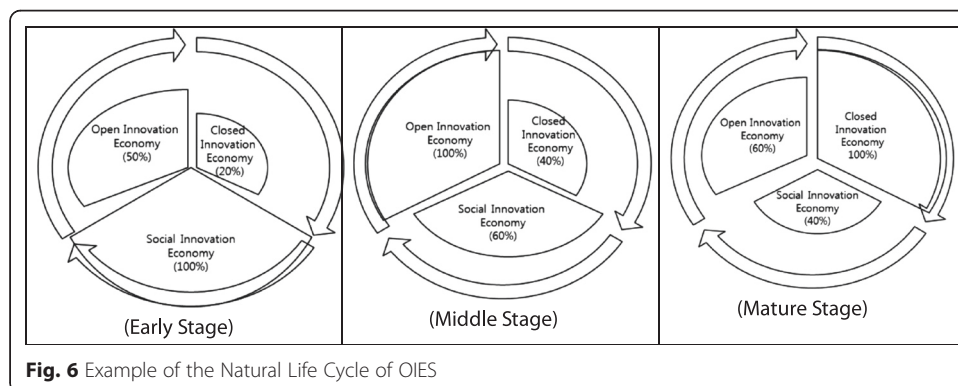 Open Innovation
Economy
(50%)
Closed
Innovation
Economy
(20%)
Social Innovation
Economy
(100%)
(Early Stage)
Open Innovation
Economy
(100%)
Closed
Innovation
Economy
(40%)
Social Innovation
Economy
(60%)
(Middle Stage)
Open Innovation
Economy
(60%)
Closed
Innovation
Economy
100%)
Social Innovation
Economy
(40%)
(Mature Stage)
Fig. 6 Example of the Natural Life Cycle of OIES